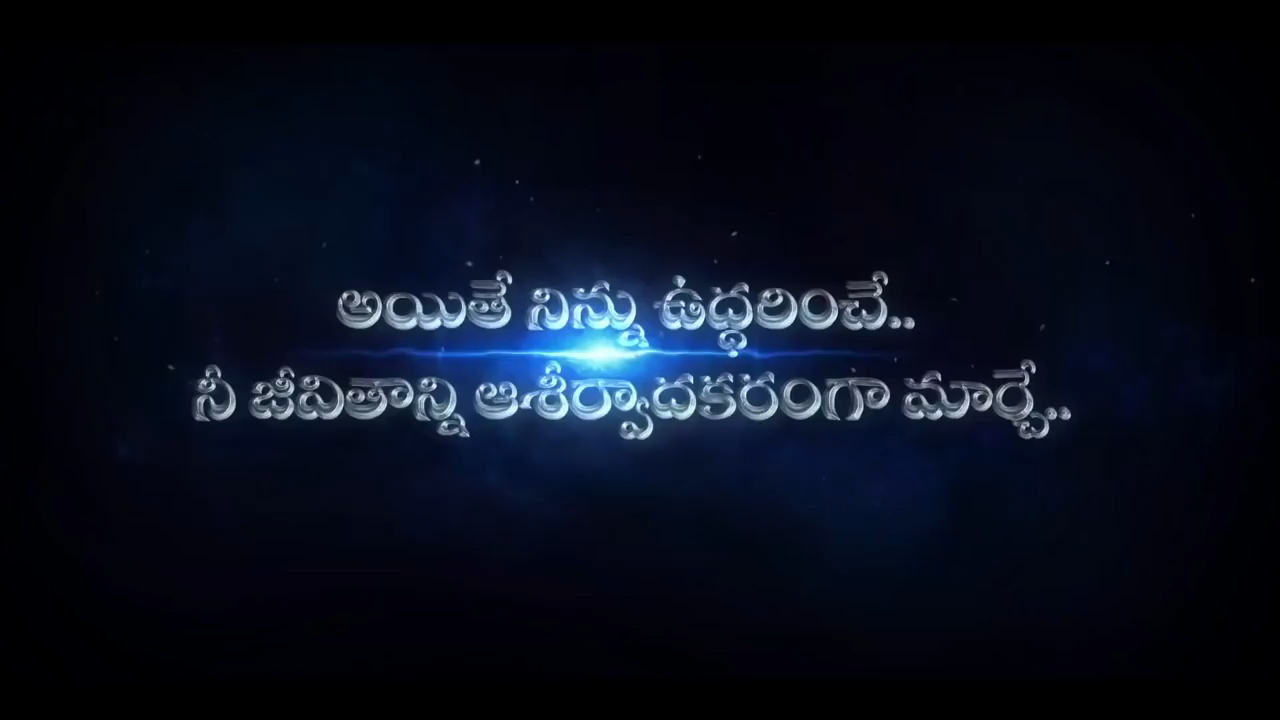 అయితే నిన్ను ఉద్ధరించే..
నీ జీవితాన్ని ఆశీర్వాదకరంగా మార్చే..